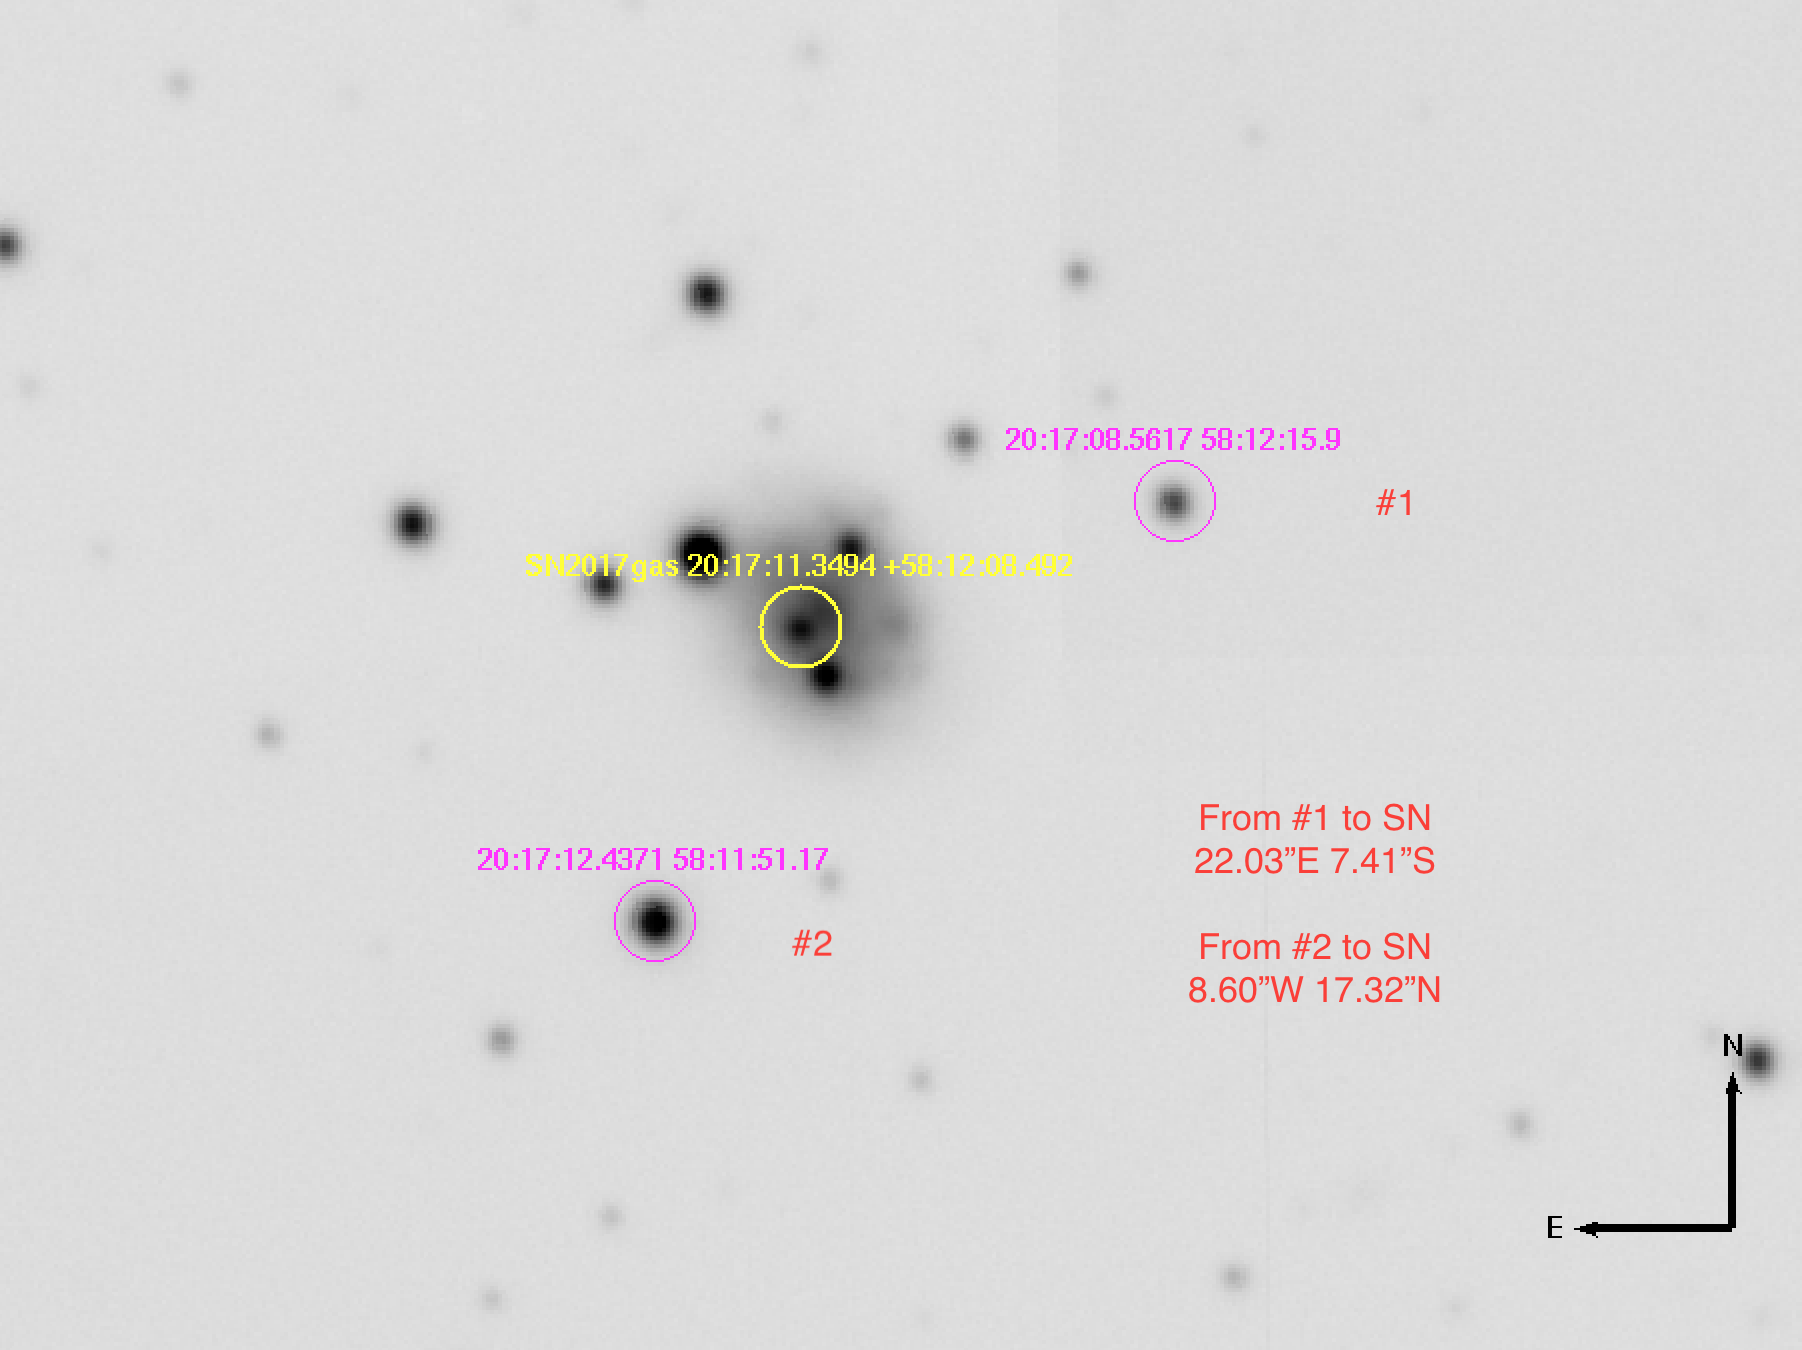 20:17:08.5617 58:12:15.9
#1
SN2017gas 20:17:11.3494 +58:12:08.492
From #1 to SN
22.03”E 7.41”S
20:17:12.4371 58:11:51.17
#2
From #2 to SN
8.60”W 17.32”N
N
E